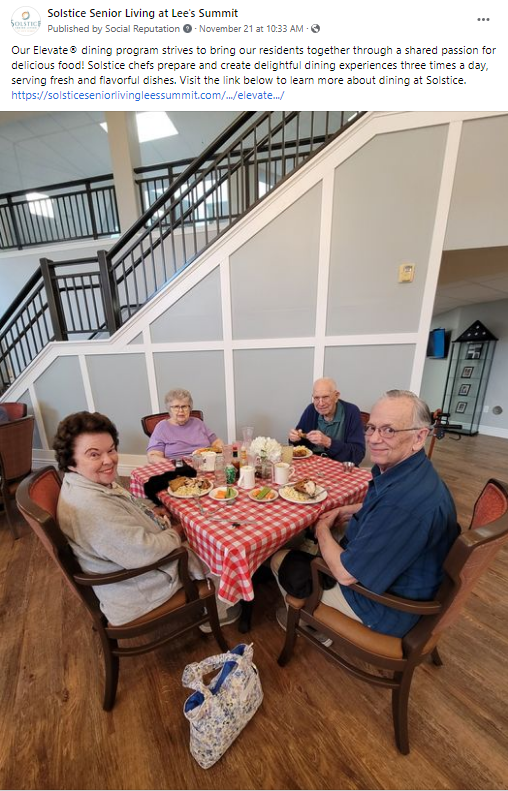 Solstice Senior Living at Lee's Summit
Published by Social Reputation · November 21 at 10:33 AM ·
SOLSTICE
Our Elevate® dining program strives to bring our residents together through a shared passion for
delicious food! Solstice chefs prepare and create delightful dining experiences three times a day,
serving fresh and flavorful dishes. Visit the link below to learn more about dining at Solstice.
https://solsticeseniorlivingleessummit.com/.../elevate.../